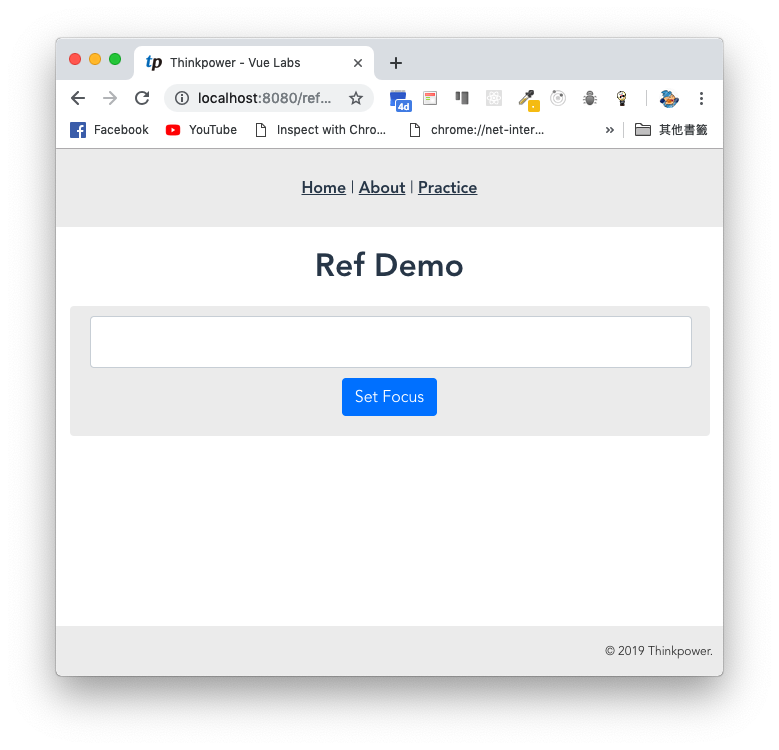 tp Thinkpower - Vue Labs
localhost:8080/ref...
4d
Facebook YouTube Inspect with Chro... chrome://net-inter... » 其他書籤
Home | About | Practice
Ref Demo
Set Focus
© 2019 Thinkpower.